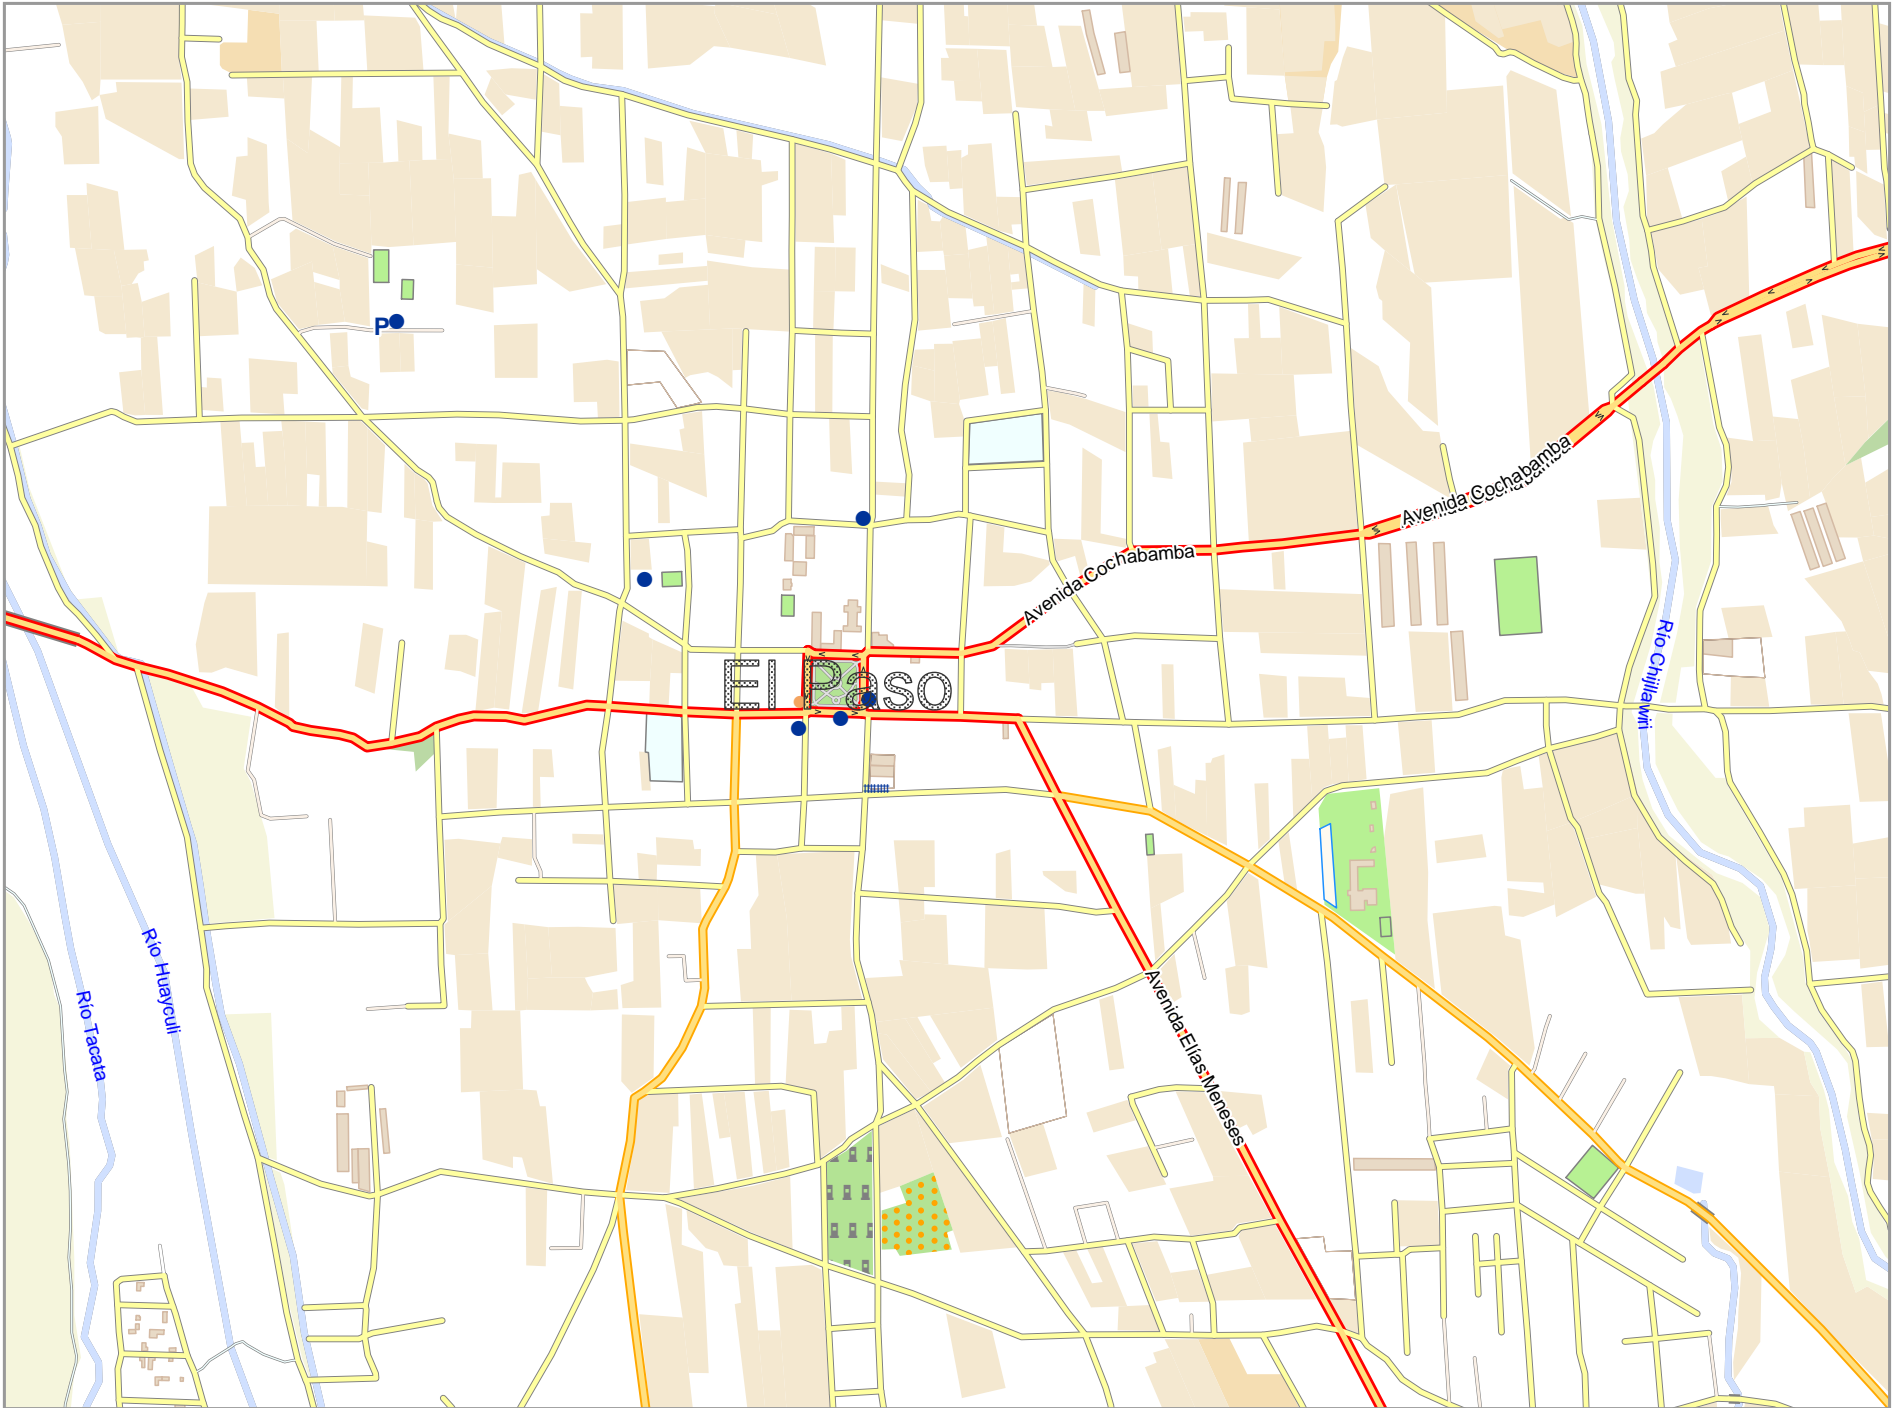 P
Avenida Cochabamba
Avenida Cochabamba
Río Chijllawiri
El Paso
Río Huayculi
Río Tacata
Avenida Elías Meneses